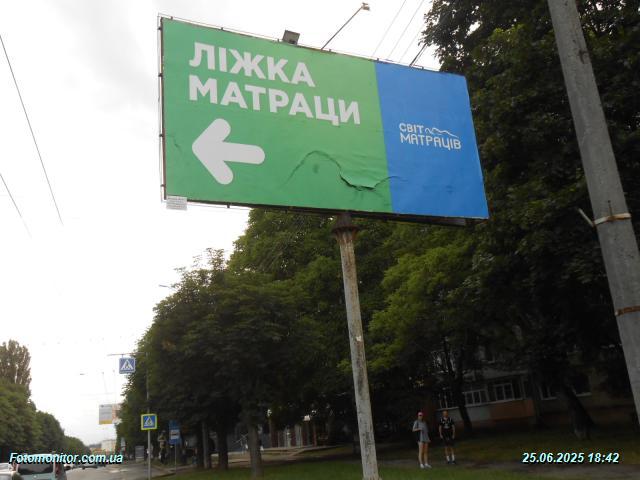 ЛІЖКА
МАТРАЦИ
СВІТ
МАТРАЦІВ
Fotomonitor.com.ua
25.06.2025 18:42